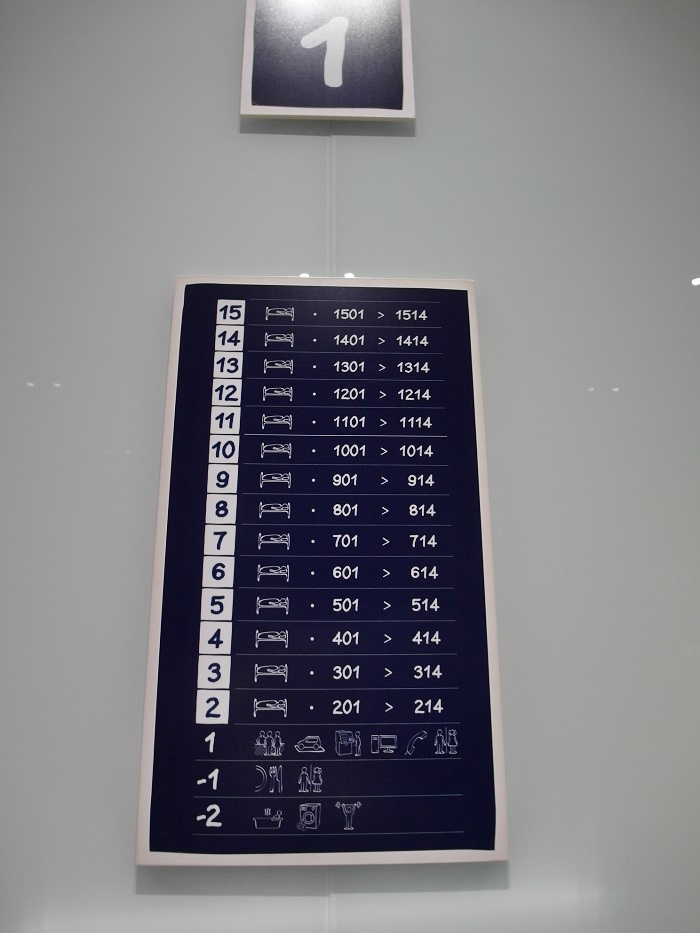 1
15 · 1501 > 1514
14 · 1401 > 1414
13 · 1301 > 1314
12 · 1201 > 1214
11 · 1101 > 1114
10 · 1001 > 1014
9 · 901 > 914
8 · 801 > 814
7 · 701 > 714
6 · 601 > 614
5 · 501 > 514
4 · 401 > 414
3 · 301 > 314
2 · 201 > 214
1
-1
-2